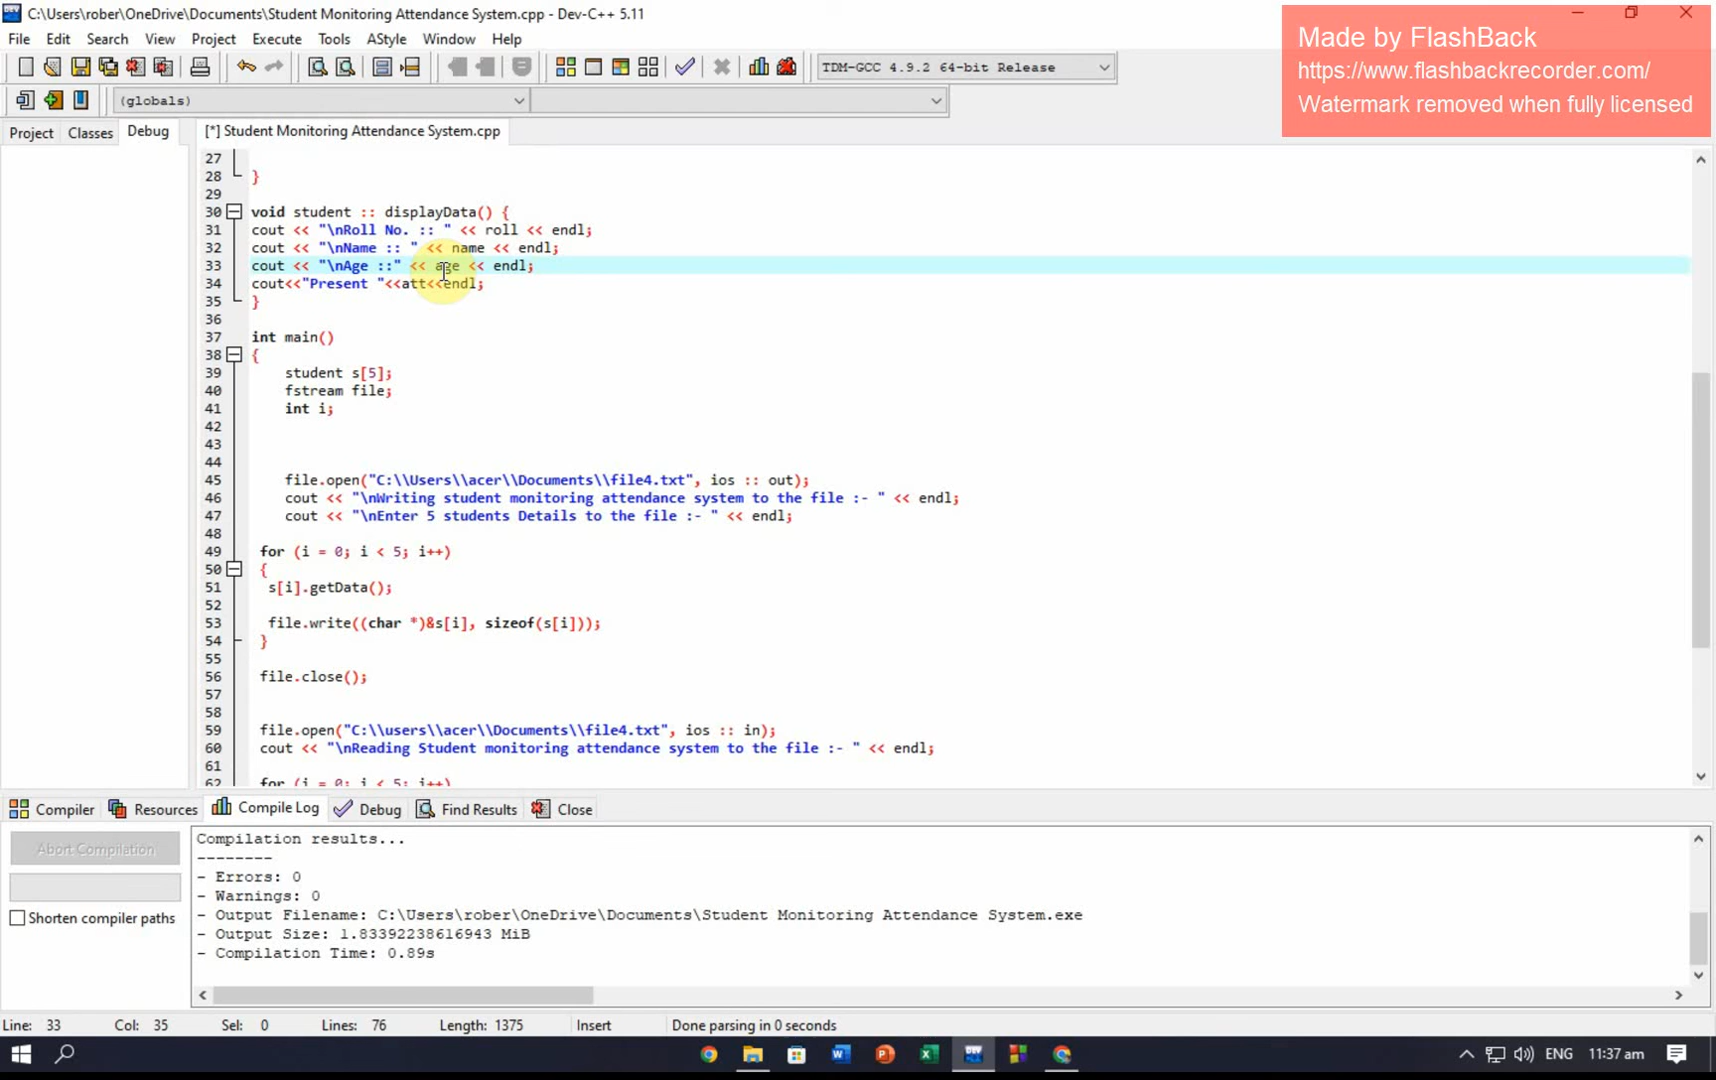 C:\Users\rober\OneDrive\Documents\Student Monitoring Attendance System.cpp - Dev-C++ 5.11
File Edit Search View Project Execute Tools AStyle Window Help
TDM-GCC 4.9.2 64-bit Release
(globals)
Made by FlashBack
https://www.flashbackrecorder.com/
Watermark removed when fully licensed
Project Classes Debug
[*] Student Monitoring Attendance System.cpp
27
28 }
29
30 void student :: displayData() {
31 cout << "\nRoll No. :: " << roll << endl;
32 cout << "\nName :: " << name << endl;
33 cout << "\nAge ::" << age << endl;
34 cout<<"Present "<<att<<endl;
35 }
36
37 int main()
38 {
39 student s[5];
40 fstream file;
41 int i;
42
43
44
45 file.open("C:\\Users\\acer\\Documents\\file4.txt", ios :: out);
46 cout << "\nWriting student monitoring attendance system to the file :- " << endl;
47 cout << "\nEnter 5 students Details to the file :- " << endl;
48
49 for (i = 0; i < 5; i++)
50 {
51 s[i].getData();
52
53 file.write((char *)&s[i], sizeof(s[i]));
54 }
55
56 file.close();
57
58
59 file.open("C:\\users\\acer\\Documents\\file4.txt", ios :: in);
60 cout << "\nReading Student monitoring attendance system to the file :- " << endl;
61
62 for (i = 0; i < 5; i++)
Compiler Resources Compile Log Debug Find Results Close
Abort Compilation
Shorten compiler paths
Compilation results...
--------
- Errors: 0
- Warnings: 0
- Output Filename: C:\Users\rober\OneDrive\Documents\Student Monitoring Attendance System.exe
- Output Size: 1.83392238616943 MiB
- Compilation Time: 0.89s
Line: 33 Col: 35 Sel: 0 Lines: 76 Length: 1375 Insert Done parsing in 0 seconds
ENG 11:37 am